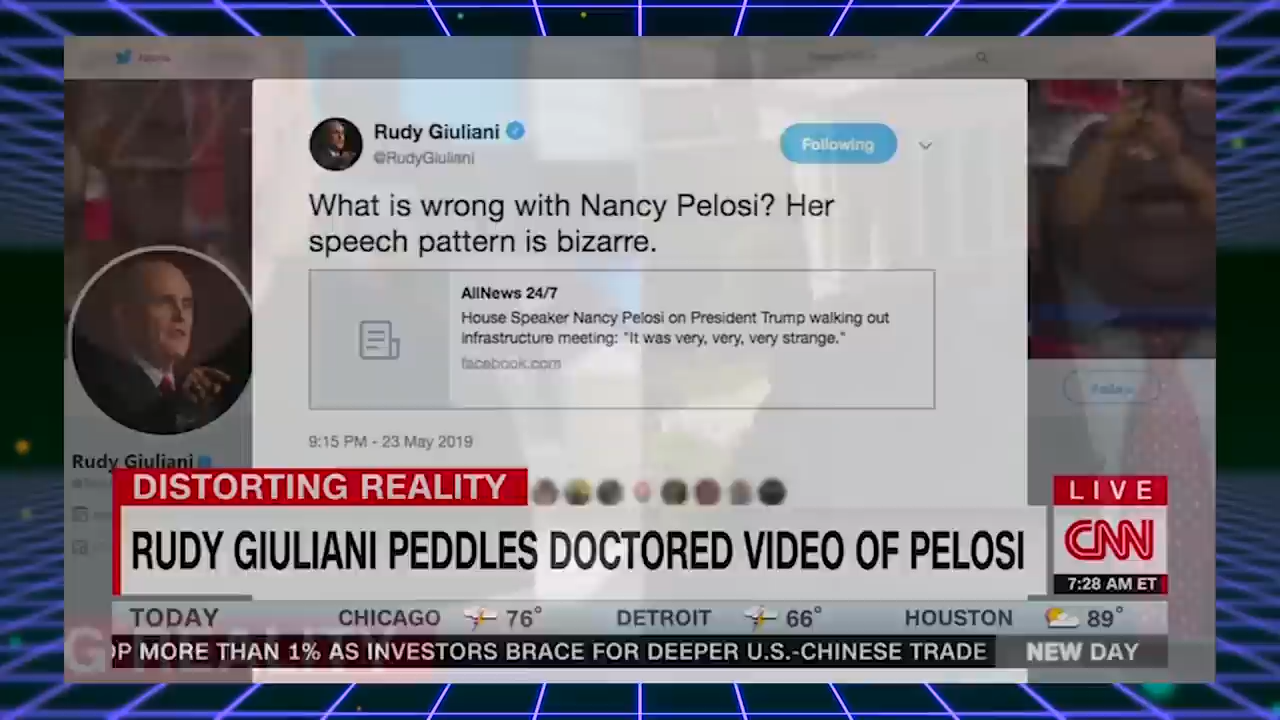 Rudy Giuliani
@RudyGiuliani
Following
What is wrong with Nancy Pelosi? Her
speech pattern is bizarre.
AllNews 24/7
House Speaker Nancy Pelosi on President Trump walking out
infrastructure meeting: "It was very, very, very strange."
facebook.com
9:15 PM - 23 May 2019
Rudy Giuliani
Follow
DISTORTING REALITY
RUDY GIULIANI PEDDLES DOCTORED VIDEO OF PELOSI
LIVE
CNN
7:28 AM ET
TODAY CHICAGO 76° DETROIT 66° HOUSTON 89°
OP MORE THAN 1% AS INVESTORS BRACE FOR DEEPER U.S.-CHINESE TRADE
NEW DAY